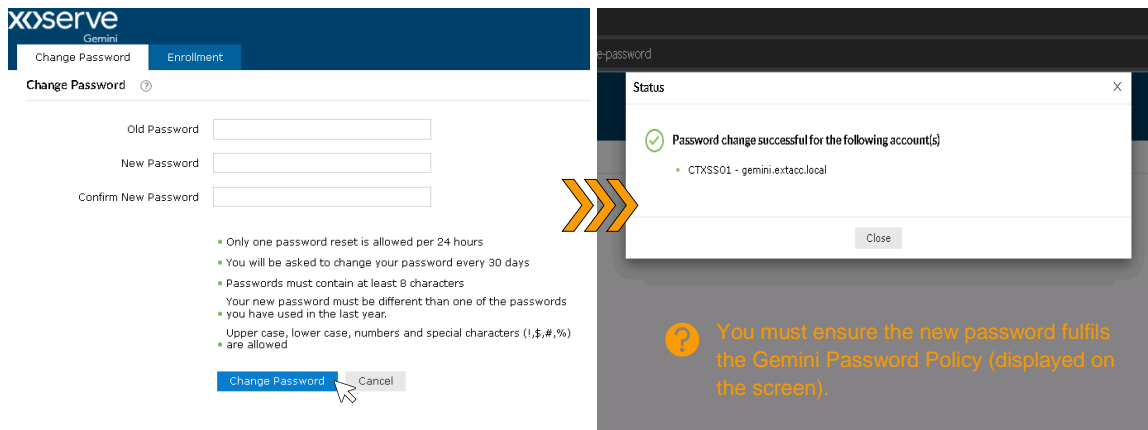 xoserve
Gemini
Change Password
Enrollment
Change Password ?
Old Password
New Password
Confirm New Password
• Only one password reset is allowed per 24 hours
• You will be asked to change your password every 30 days
• Passwords must contain at least 8 characters
Your new password must be different than one of the passwords
• you have used in the last year.
Upper case, lower case, numbers and special characters (!,$,#,%)
• are allowed
Change Password
Cancel
e-password
Status
X
Password change successful for the following account(s)
• CTXSSO1 - gemini.extacc.local
Close
? You must ensure the new password fulfils
the Gemini Password Policy (displayed on
the screen).